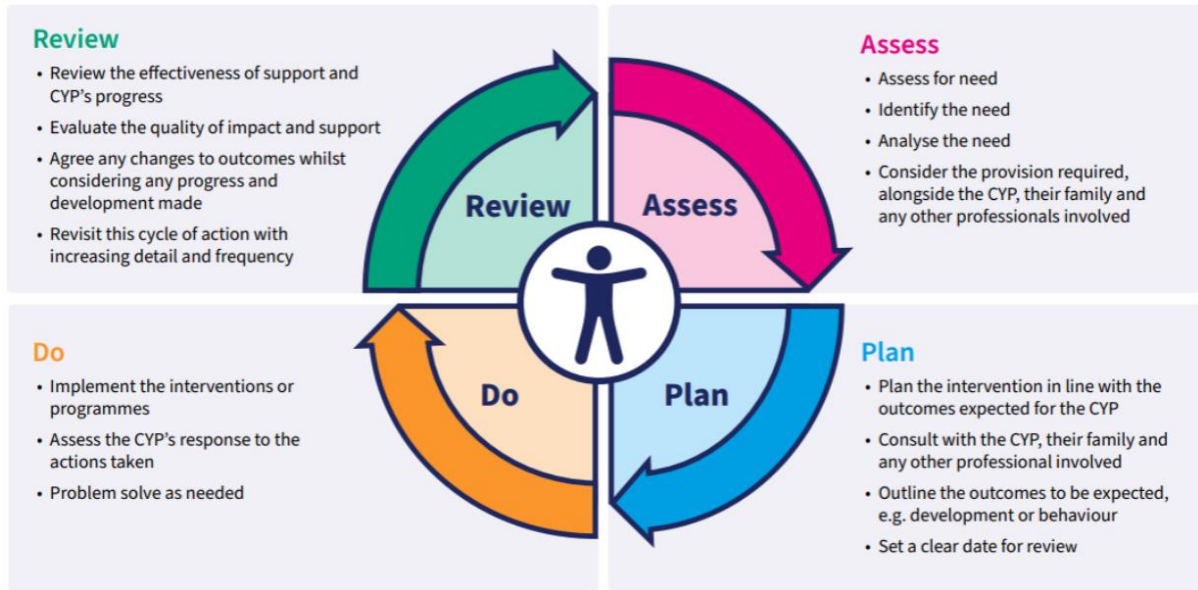 Review
• Review the effectiveness of support and
CYP's progress
• Evaluate the quality of impact and support
• Agree any changes to outcomes whilst
considering any progress and
development made
• Revisit this cycle of action with
increasing detail and frequency
Assess
• Assess for need
• Identify the need
• Analyse the need
• Consider the provision required,
alongside the CYP, their family and
any other professionals involved
Review
Assess
Do
Plan
Do
• Implement the interventions or
programmes
• Assess the CYP's response to the
actions taken
• Problem solve as needed
Plan
• Plan the intervention in line with the
outcomes expected for the CYP
• Consult with the CYP, their family and
any other professional involved
• Outline the outcomes to be expected,
e.g. development or behaviour
• Set a clear date for review